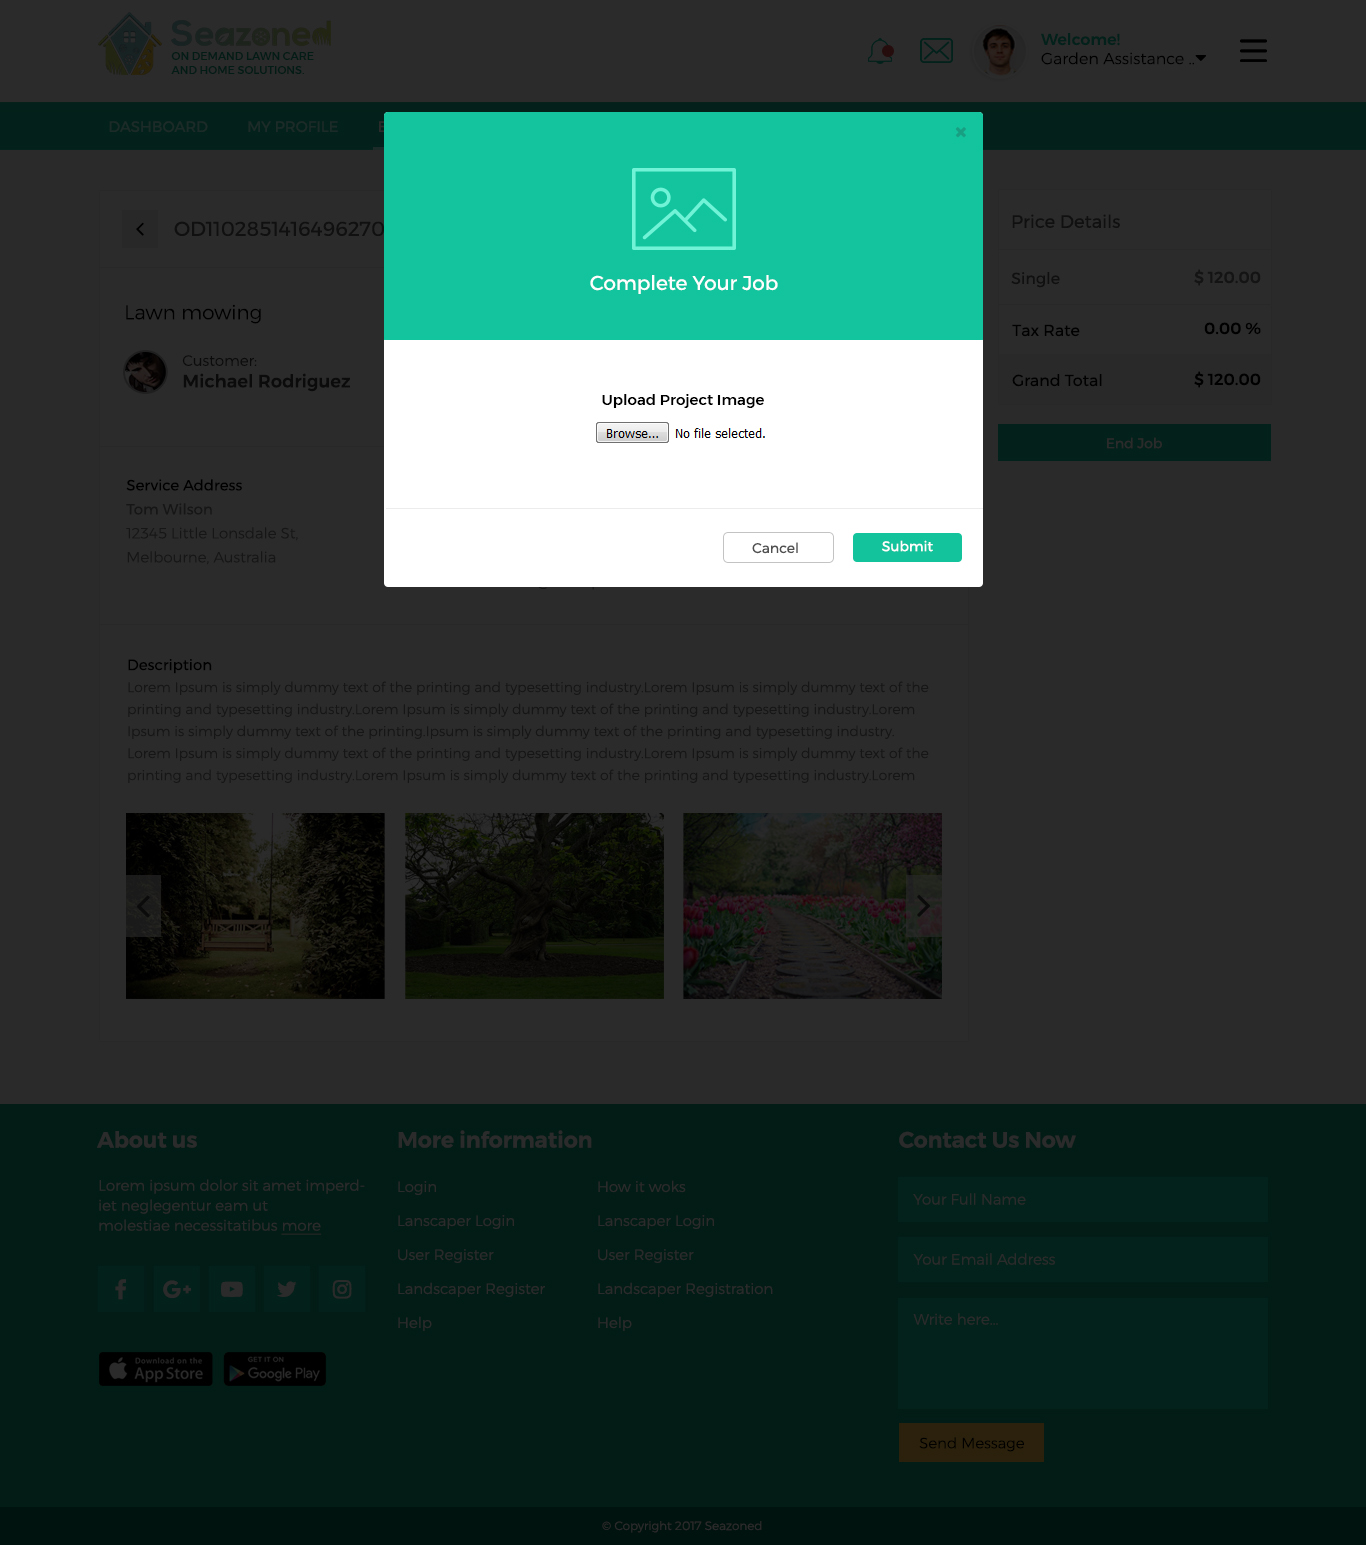 Seazoned
ON DEMAND LAWN CARE
AND HOME SOLUTIONS.
Welcome!
Garden Assistance ..
DASHBOARD
MY PROFILE
Complete Your Job
Upload Project Image
Browse...
No file selected.
Cancel
Submit
OD1102851416496270
Lawn mowing
Customer:
Michael Rodriguez
Service Address
Tom Wilson
12345 Little Lonsdale St,
Melbourne, Australia
Description
Lorem Ipsum is simply dummy text of the printing and typesetting industry.Lorem Ipsum is simply dummy text of the
printing and typesetting industry.Lorem Ipsum is simply dummy text of the printing and typesetting industry.Lorem
Ipsum is simply dummy text of the printing.Ipsum is simply dummy text of the printing and typesetting industry.
Lorem Ipsum is simply dummy text of the printing and typesetting industry.Lorem Ipsum is simply dummy text of the
printing and typesetting industry.Lorem Ipsum is simply dummy text of the printing and typesetting industry.Lorem
Price Details
Single $ 120.00
Tax Rate 0.00 %
Grand Total $ 120.00
End Job
About us
Lorem ipsum dolor sit amet imperd-
iet neglegentur eam ut
molestiae necessitatibus more
Download on the
App Store
GET IT ON
Google Play
More information
Login
Lanscaper Login
User Register
Landscaper Register
Help
How it woks
Lanscaper Login
User Register
Landscaper Registration
Help
Contact Us Now
Your Full Name
Your Email Address
Write here...
Send Message
© Copyright 2017 Seazoned